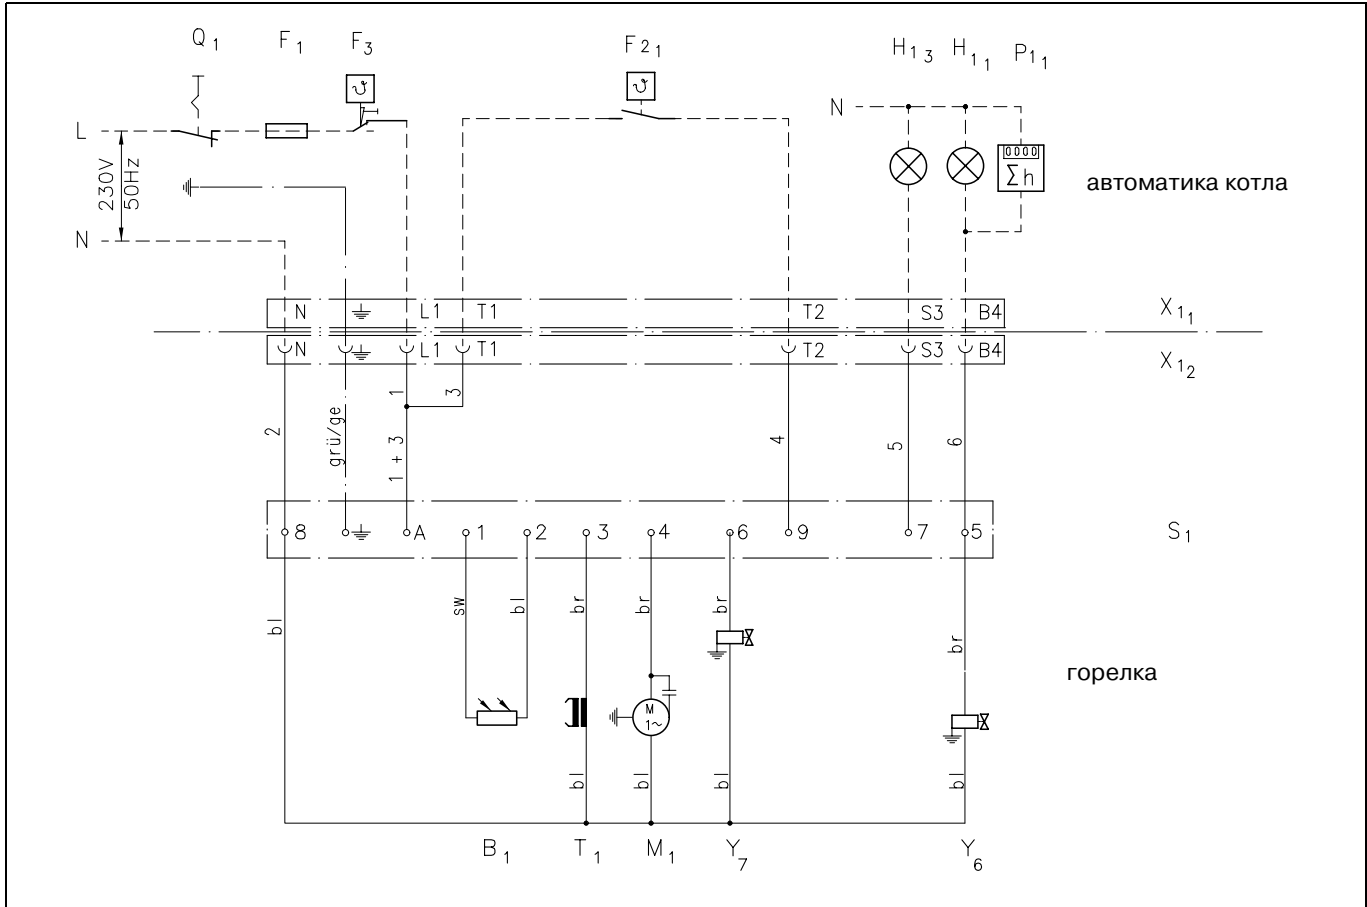 Q1 F1 F3 F21 H13 H11 P11
ϑ ϑ
N
L
0000
Σh
230V
50Hz
автоматика котла
N
N L1 T1 T2 S3 B4 X11
N L1 T1 T2 S3 B4 X12
1 3
2 grü/ge 1 + 3 4 5 6
8 A 1 2 3 4 6 9 7 5 S1
bl sw bl br br br br
горелка
M
1~
bl bl bl bl
B1 T1 M1 Y7 Y6